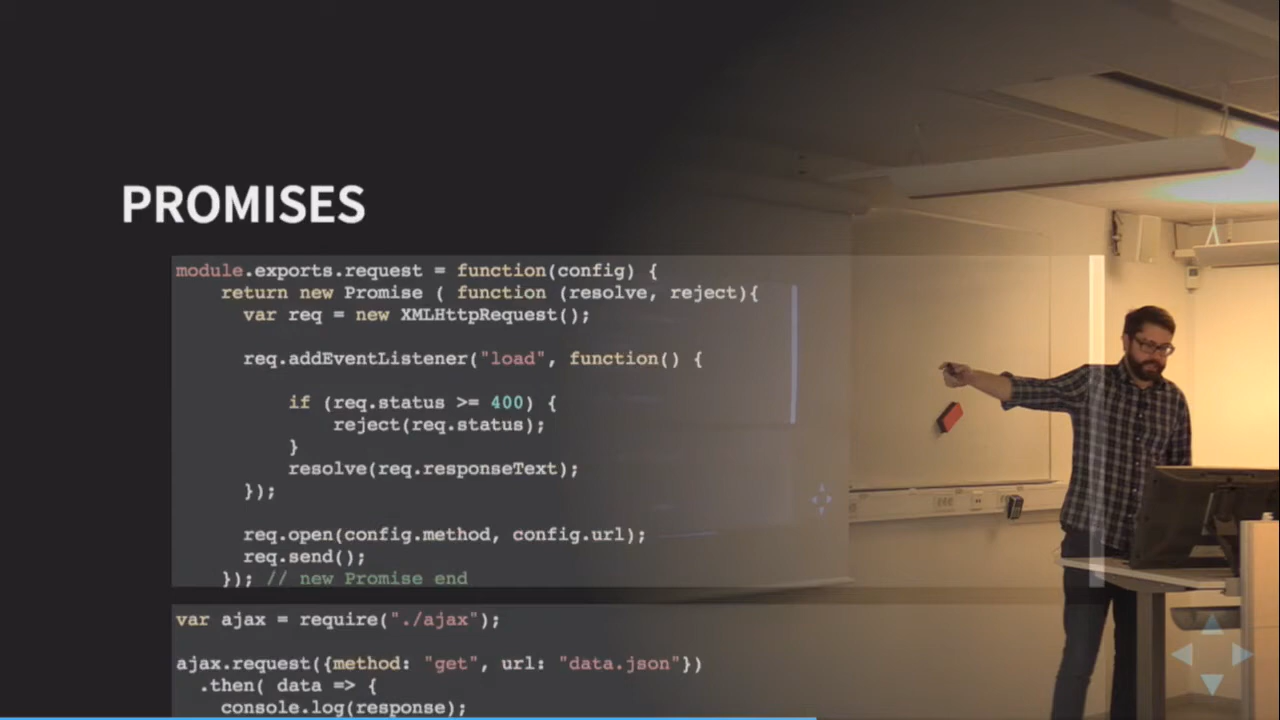 PROMISES
module.exports.request = function(config) {
return new Promise ( function (resolve, reject){
var req = new XMLHttpRequest();
req.addEventListener("load", function() {
if (req.status >= 400) {
reject(req.status);
}
resolve(req.responseText);
});
req.open(config.method, config.url);
req.send();
}); // new Promise end
var ajax = require("./ajax");
ajax.request({method: "get", url: "data.json"})
.then( data => {
console.log(response);